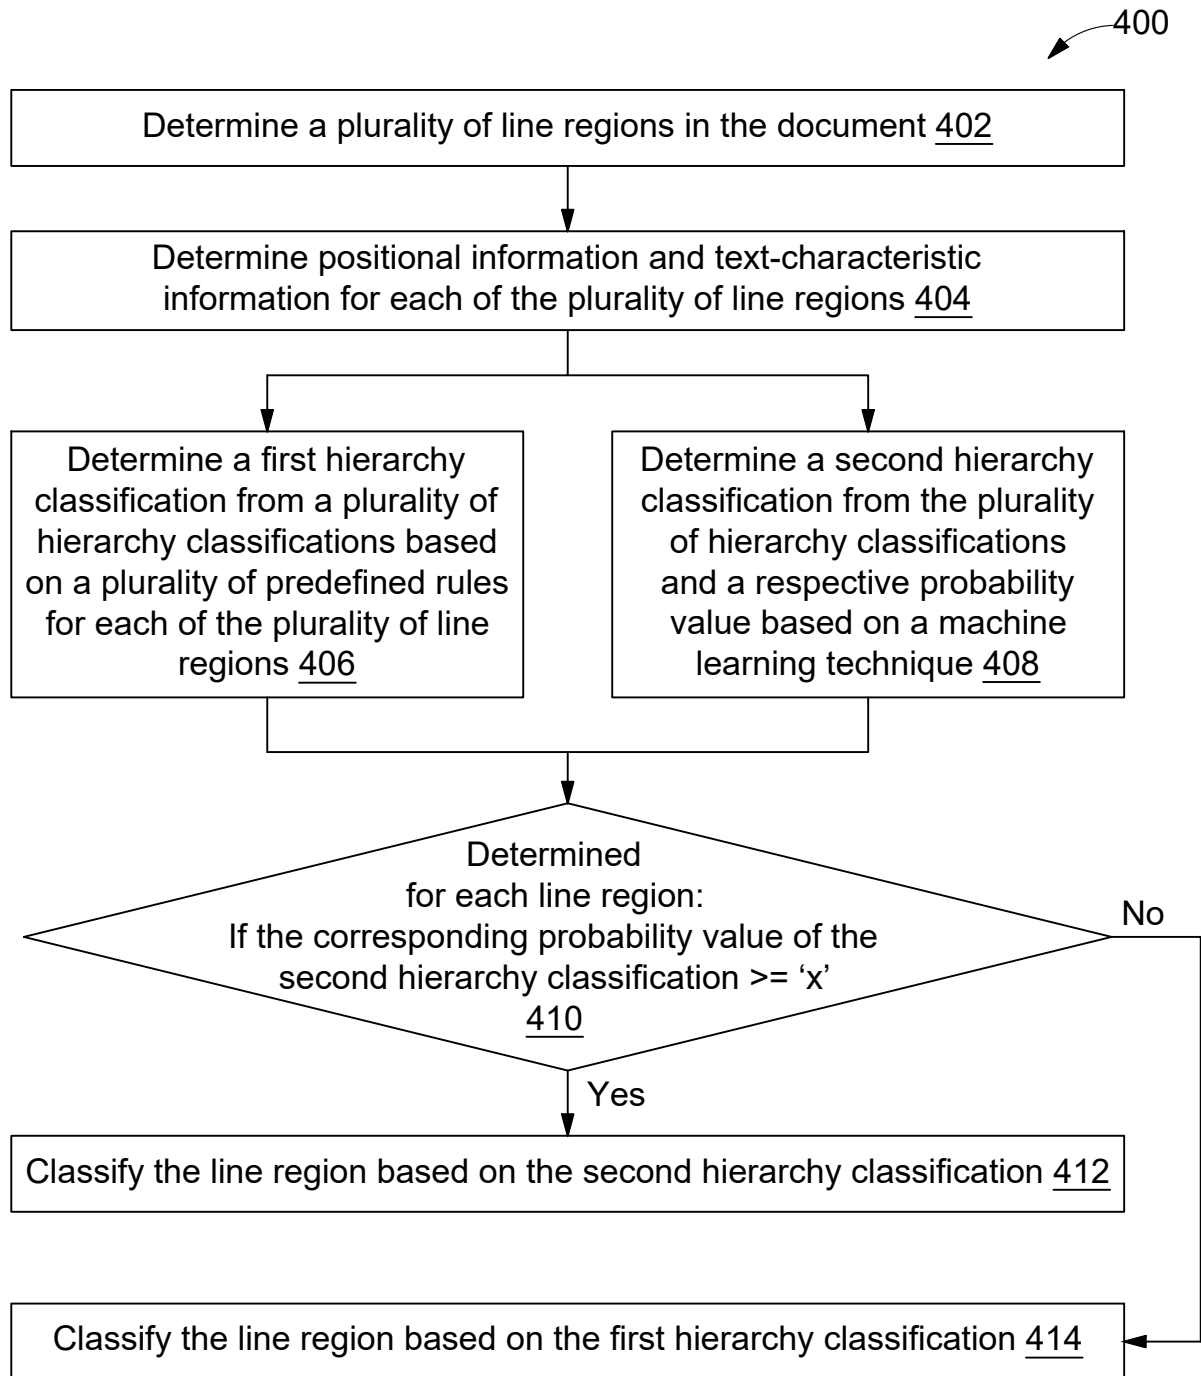 400
Determine a plurality of line regions in the document 402
Determine positional information and text-characteristic
information for each of the plurality of line regions 404
Determine a first hierarchy
classification from a plurality of
hierarchy classifications based
on a plurality of predefined rules
for each of the plurality of line
regions 406
Determine a second hierarchy
classification from the plurality
of hierarchy classifications
and a respective probability
value based on a machine
learning technique 408
Determined
for each line region:
If the corresponding probability value of the
second hierarchy classification >= ‘x’
410
No
Yes
Classify the line region based on the second hierarchy classification 412
Classify the line region based on the first hierarchy classification 414